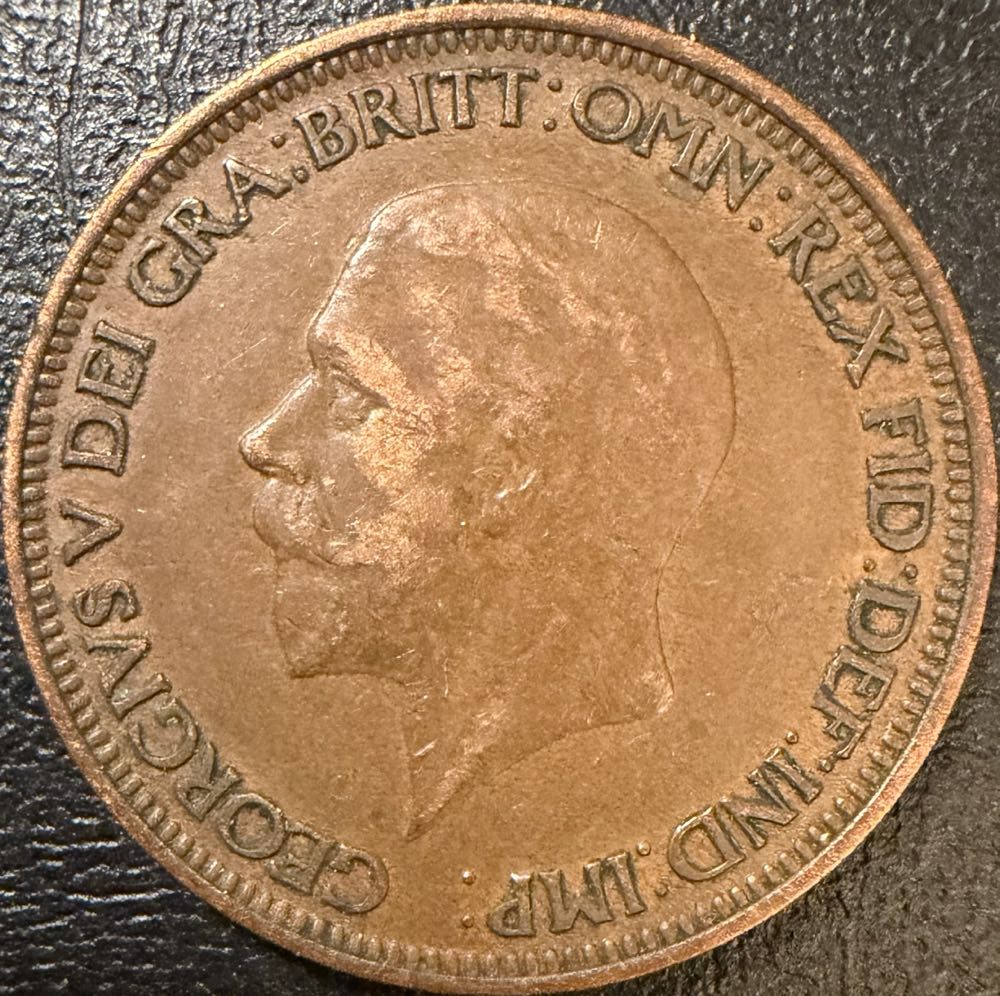 GEORGIVS V DEI GRA: BRITT: OMN: REX FID: DEF: IND: IMP: